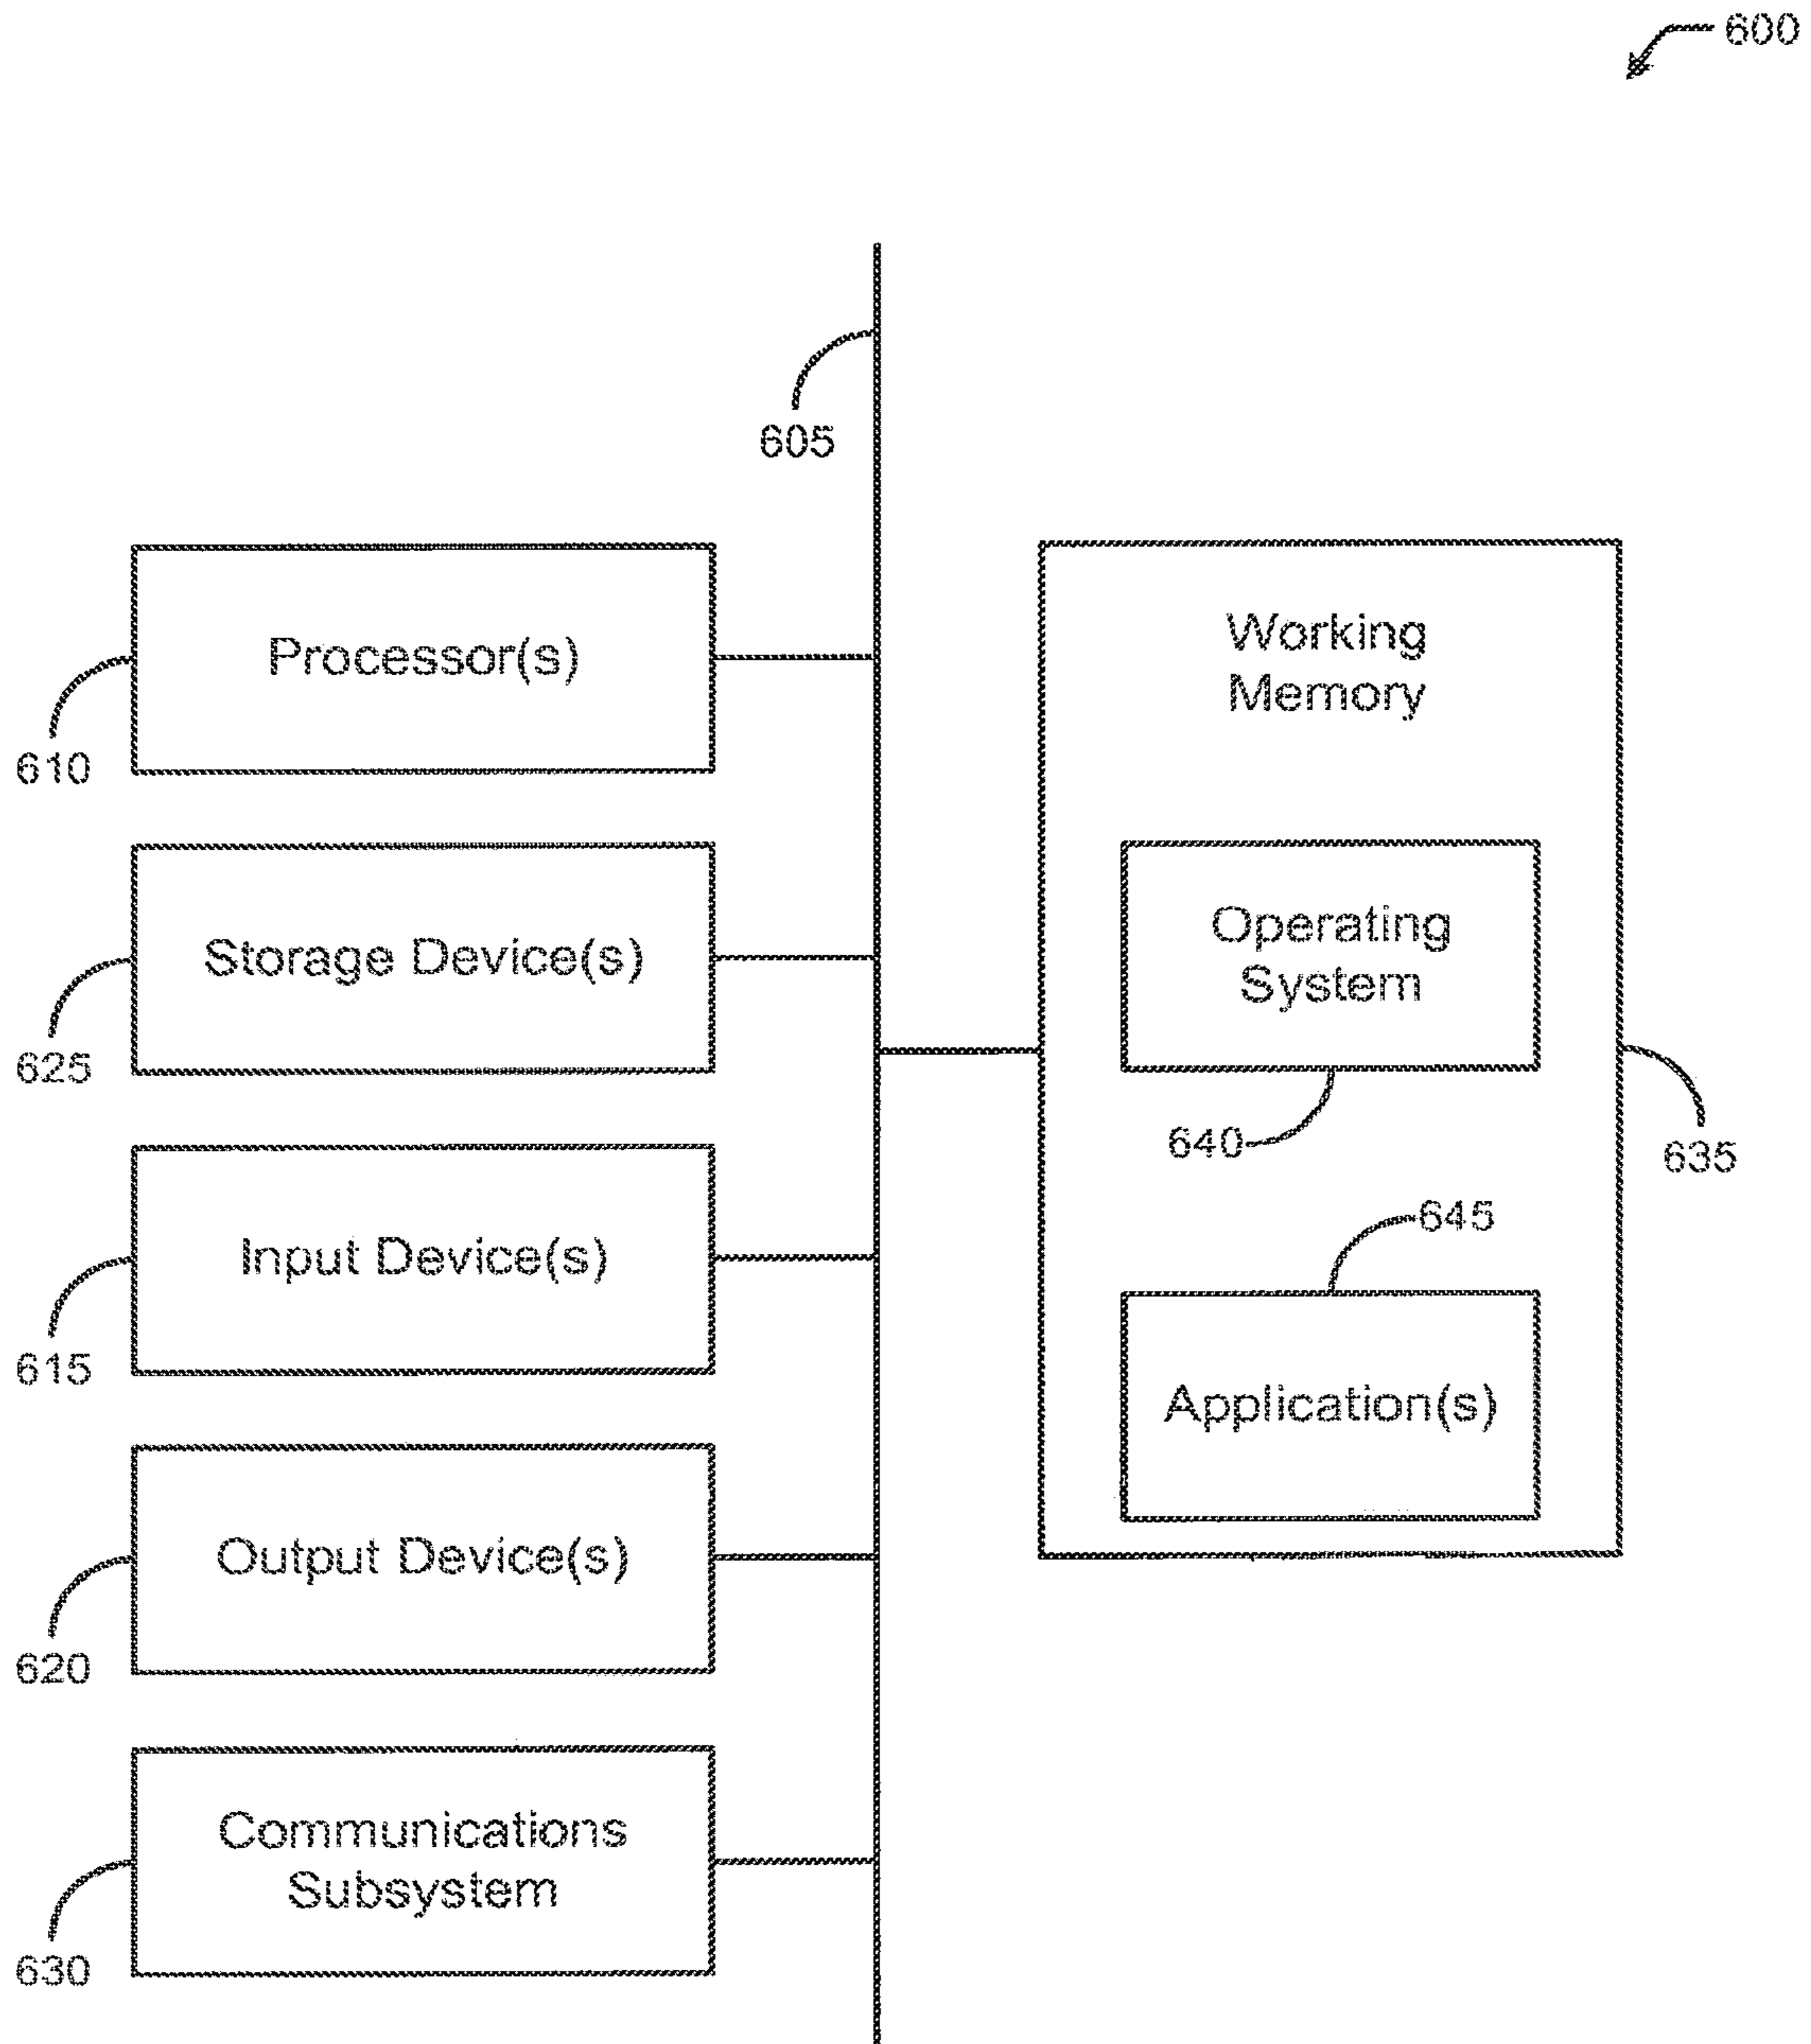 600
605
Processor(s)
610
Storage Device(s)
625
Input Device(s)
615
Output Device(s)
620
Communications
Subsystem
630
Working
Memory
Operating
System
640
635
645
Application(s)